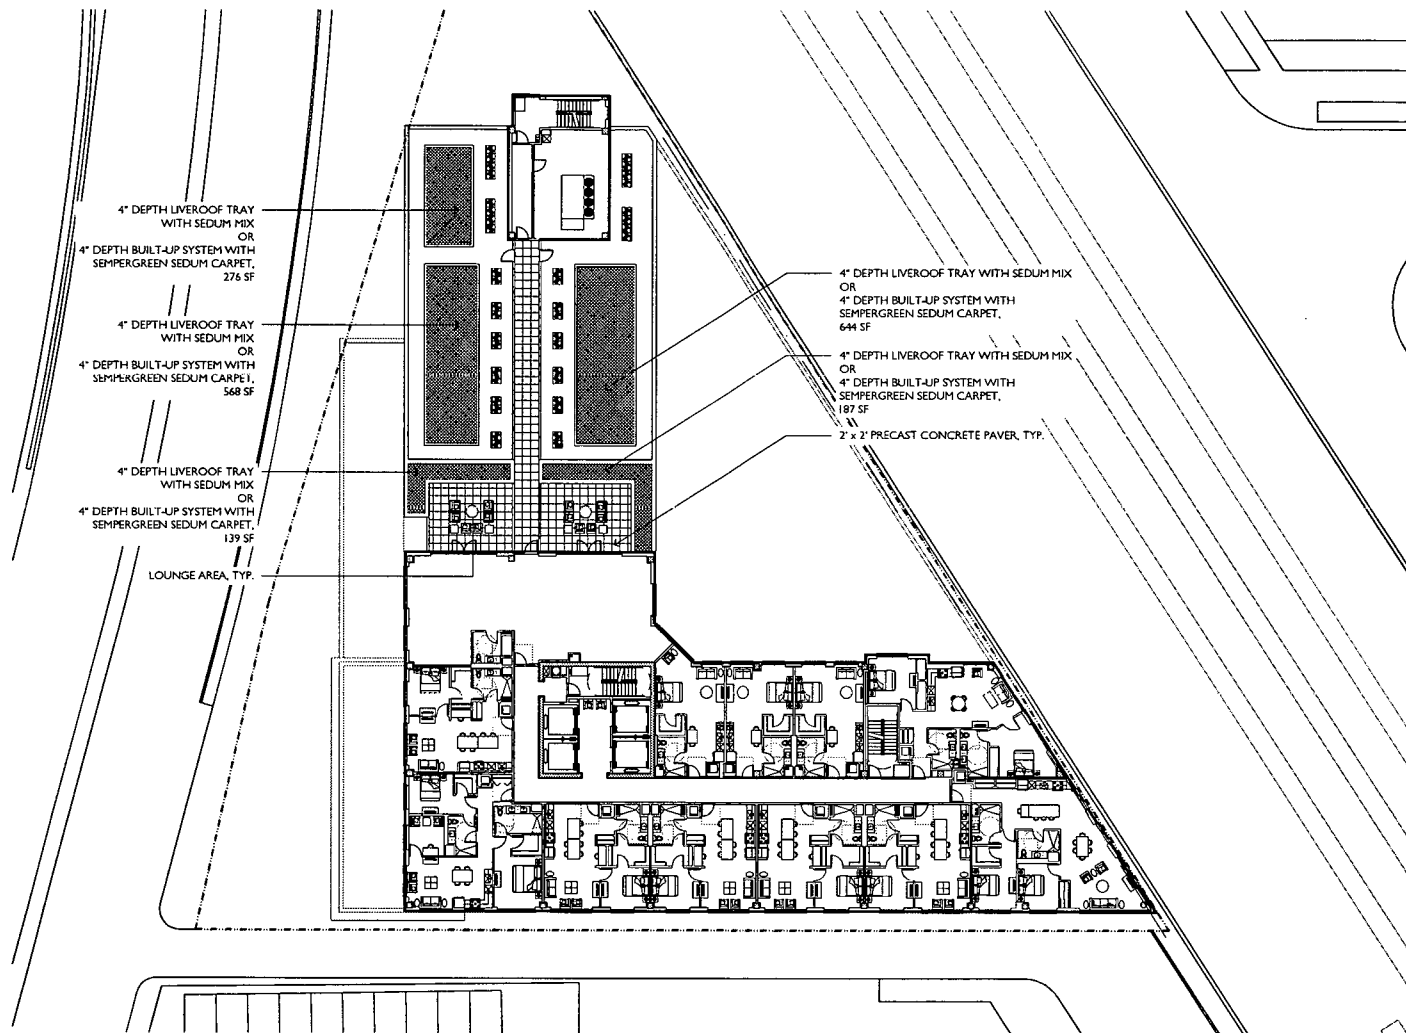 4" DEPTH LIVEROOF TRAY
WITH SEDUM MIX
OR
4" DEPTH BUILT-UP SYSTEM WITH
SEMPERGREEN SEDUM CARPET,
276 SF
4" DEPTH LIVEROOF TRAY
WITH SEDUM MIX
OR
4" DEPTH BUILT-UP SYSTEM WITH
SEMPERGREEN SEDUM CARPET,
568 SF
4" DEPTH LIVEROOF TRAY
WITH SEDUM MIX
OR
4" DEPTH BUILT-UP SYSTEM WITH
SEMPERGREEN SEDUM CARPET,
139 SF
LOUNGE AREA, TYP.
4" DEPTH LIVEROOF TRAY WITH SEDUM MIX
OR
4" DEPTH BUILT-UP SYSTEM WITH
SEMPERGREEN SEDUM CARPET,
644 SF
4" DEPTH LIVEROOF TRAY WITH SEDUM MIX
OR
4" DEPTH BUILT-UP SYSTEM WITH
SEMPERGREEN SEDUM CARPET,
187 SF
2' x 2' PRECAST CONCRETE PAVER, TYP.